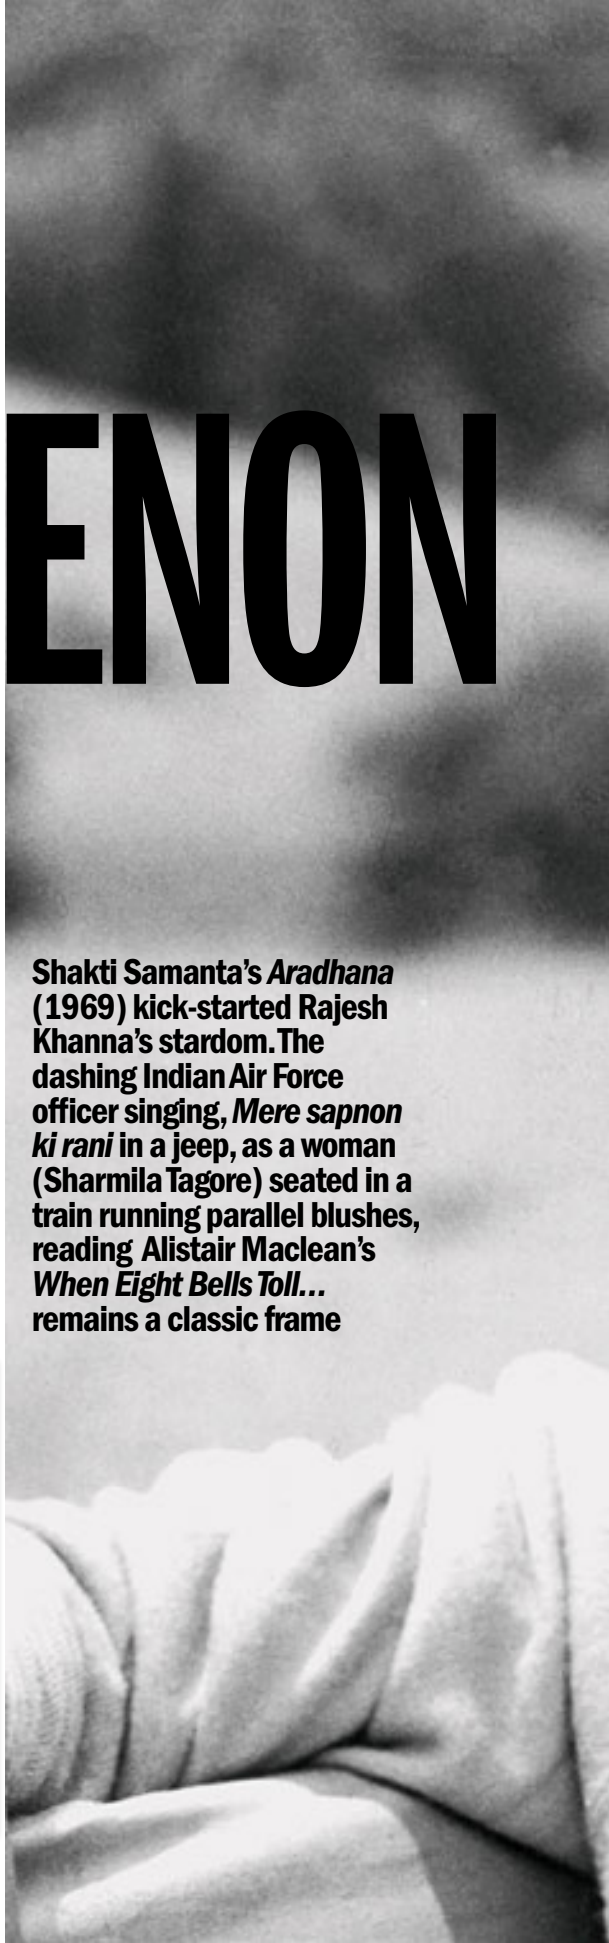 ENON
Shakti Samanta’s Aradhana
(1969) kick-started Rajesh
Khanna’s stardom. The
dashing Indian Air Force
officer singing, Mere sapnon
ki rani in a jeep, as a woman
(Sharmila Tagore) seated in a
train running parallel blushes,
reading Alistair Maclean’s
When Eight Bells Toll...
remains a classic frame